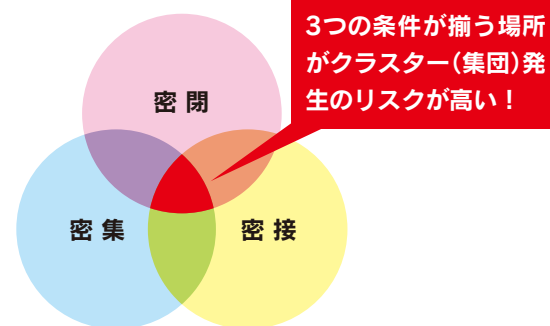 3つの条件が揃う場所
がクラスター(集団)発
生のリスクが高い！
密閉
密集
密接